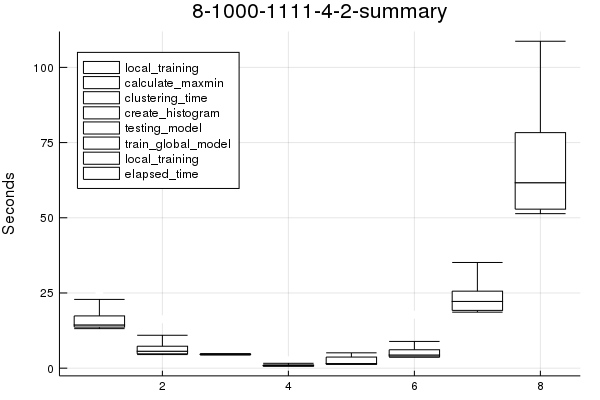 8-1000-1111-4-2-summary
Seconds
100
75
50
25
0
local_training
calculate_maxmin
clustering_time
create_histogram
testing_model
train_global_model
local_training
elapsed_time
2 4 6 8